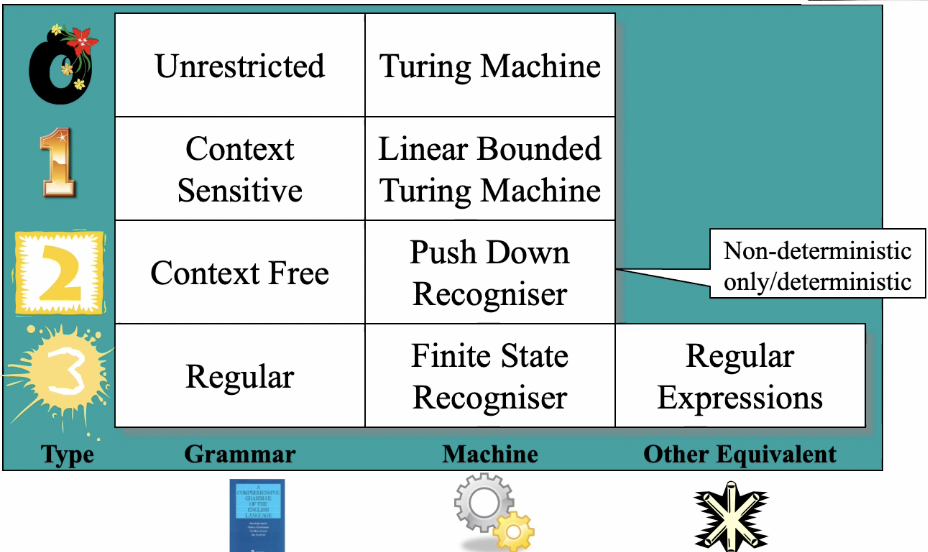 0
Unrestricted
Turing Machine
1
Context
Sensitive
Linear Bounded
Turing Machine
2
Context Free
Push Down
Recogniser
Non-deterministic
only/deterministic
3
Regular
Finite State
Recogniser
Regular
Expressions
Type
Grammar
Machine
Other Equivalent
A
COMPREHENSIVE
GRAMMAR
OF THE
ENGLISH
LANGUAGE